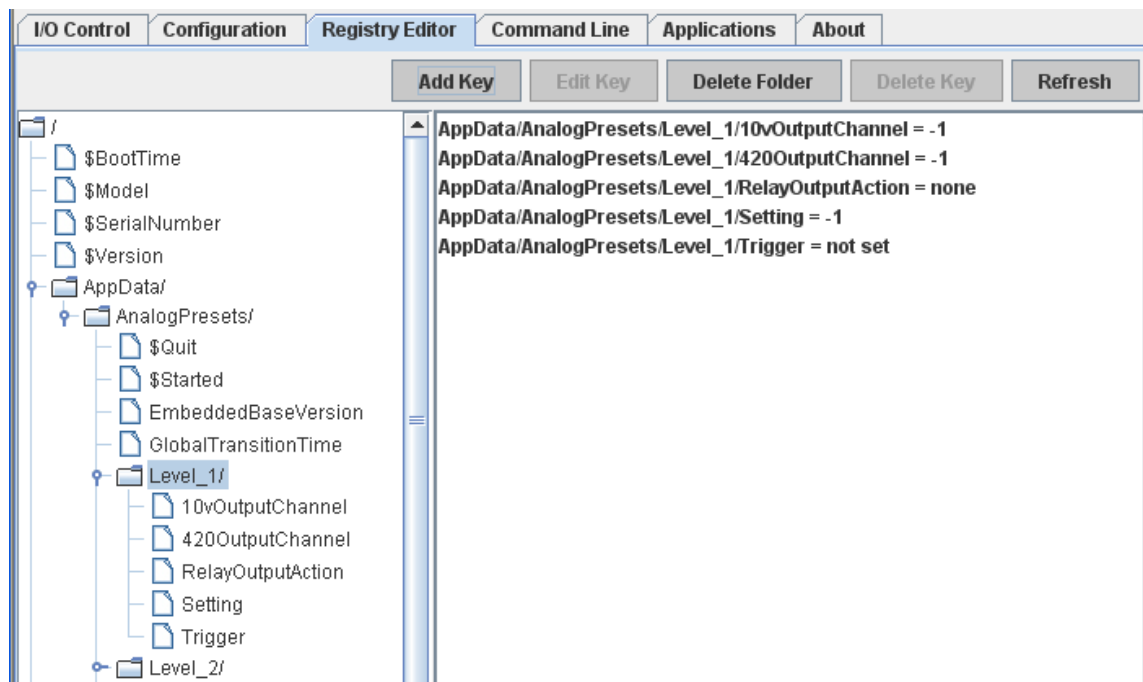 I/O Control Configuration Registry Editor Command Line Applications About
Add Key Edit Key Delete Folder Delete Key Refresh
/
$BootTime
$Model
$SerialNumber
$Version
AppData/
AnalogPresets/
$Quit
$Started
EmbeddedBaseVersion
GlobalTransitionTime
Level_1/
10vOutputChannel
420OutputChannel
RelayOutputAction
Setting
Trigger
Level_2/
AppData/AnalogPresets/Level_1/10vOutputChannel = -1
AppData/AnalogPresets/Level_1/420OutputChannel = -1
AppData/AnalogPresets/Level_1/RelayOutputAction = none
AppData/AnalogPresets/Level_1/Setting = -1
AppData/AnalogPresets/Level_1/Trigger = not set